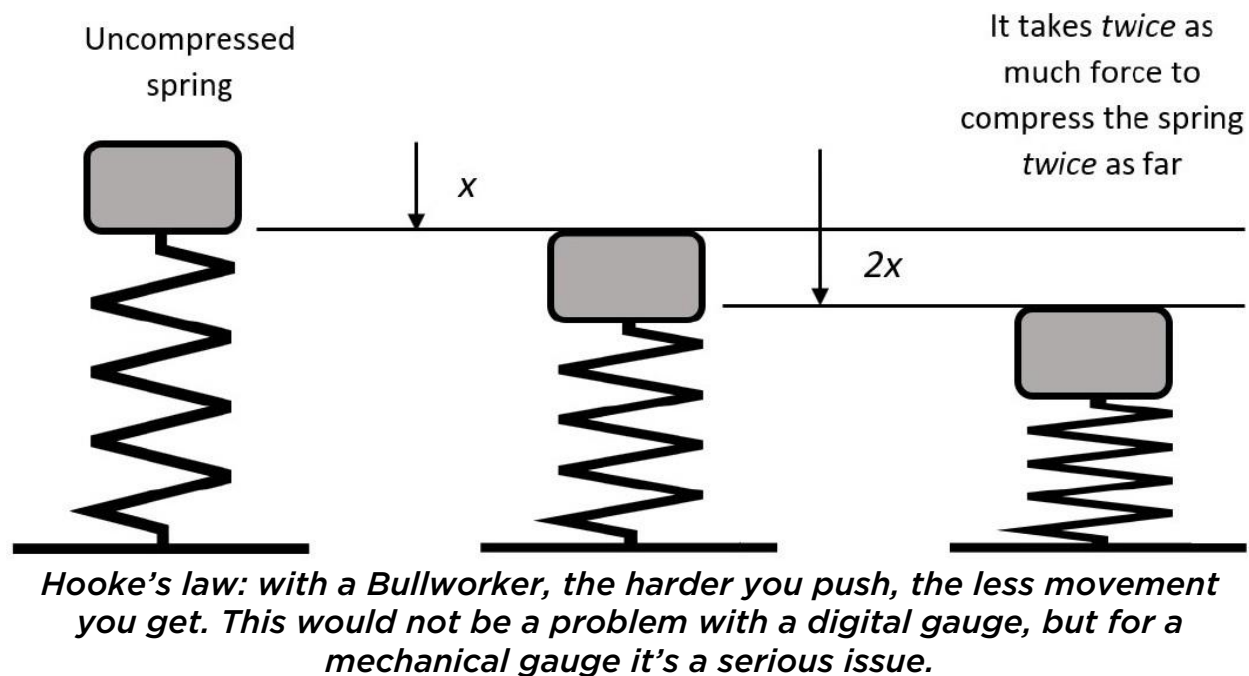 Uncompressed
spring
It takes twice as
much force to
compress the spring
twice as far
x
2x
Hooke’s law: with a Bullworker, the harder you push, the less movement
you get. This would not be a problem with a digital gauge, but for a
mechanical gauge it’s a serious issue.